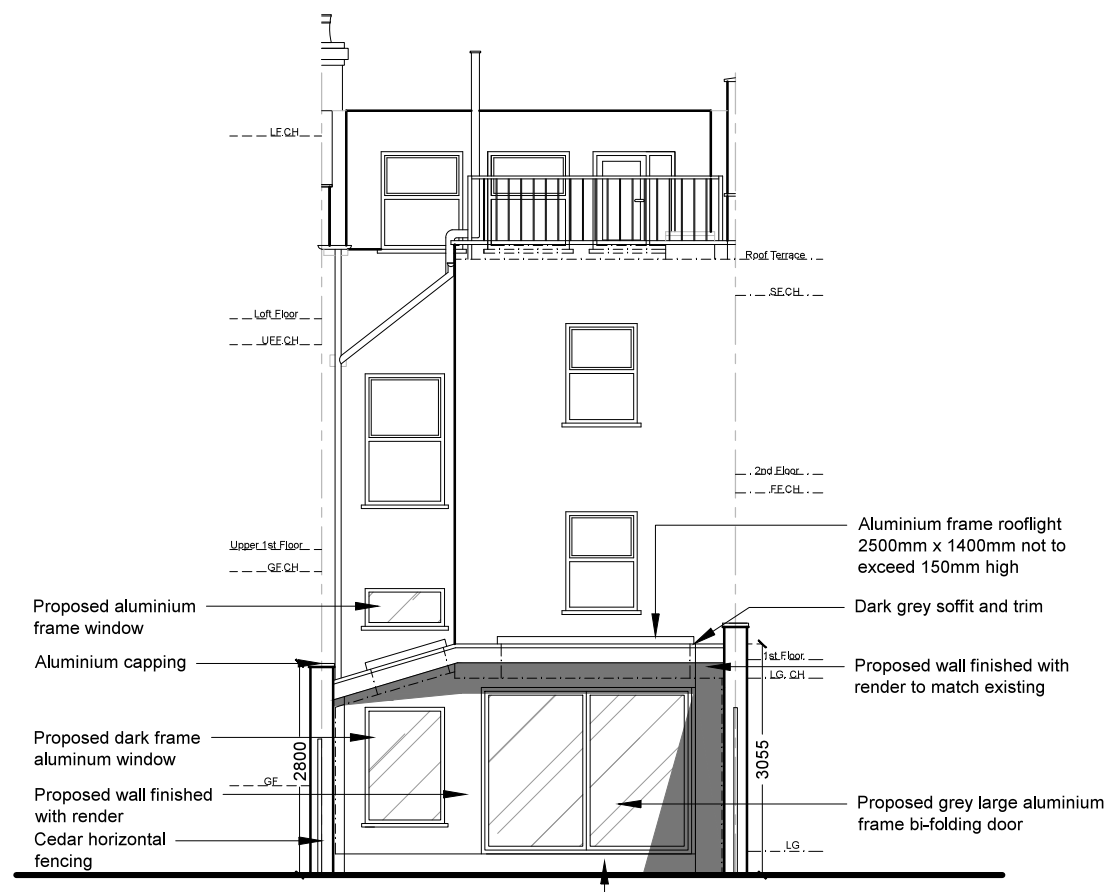 LF.CH
Roof Terrace
SF.CH
Loft Floor
UFF.CH
2nd Floor
FF.CH
Aluminium frame rooflight
2500mm x 1400mm not to
exceed 150mm high
Upper 1st Floor
GF.CH
Proposed aluminium
frame window
Dark grey soffit and trim
Aluminium capping
1st Floor
LG. CH
Proposed wall finished with
render to match existing
Proposed dark frame
aluminum window
2800
3055
GF
Proposed wall finished
with render
Proposed grey large aluminium
frame bi-folding door
Cedar horizontal
fencing
LG